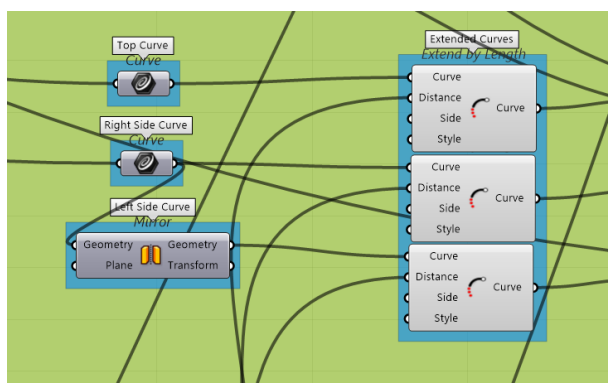 Top Curve
Curve
Right Side Curve
Curve
Left Side Curve
Mirror
Geometry Geometry
Plane Transform
Extended Curves
Extend by Length
Curve
Distance
Side
Style
Curve
Curve
Distance
Side
Style
Curve
Curve
Distance
Side
Style
Curve